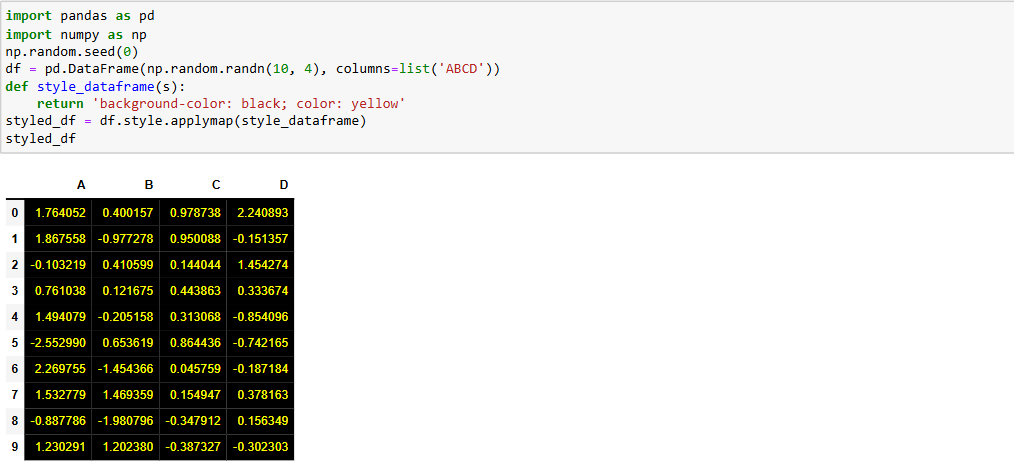 import pandas as pd
import numpy as np
np.random.seed(0)
df = pd.DataFrame(np.random.randn(10, 4), columns=list('ABCD'))
def style_dataframe(s):
    return 'background-color: black; color: yellow'
styled_df = df.style.applymap(style_dataframe)
styled_df
A B C D
0 1.764052 0.400157 0.978738 2.240893
1 1.867558 -0.977278 0.950088 -0.151357
2 -0.103219 0.410599 0.144044 1.454274
3 0.761038 0.121675 0.443863 0.333674
4 1.494079 -0.205158 0.313068 -0.854096
5 -2.552990 0.653619 0.864436 -0.742165
6 2.269755 -1.454366 0.045759 -0.187184
7 1.532779 1.469359 0.154947 0.378163
8 -0.887786 -1.980796 -0.347912 0.156349
9 1.230291 1.202380 -0.387327 -0.302303